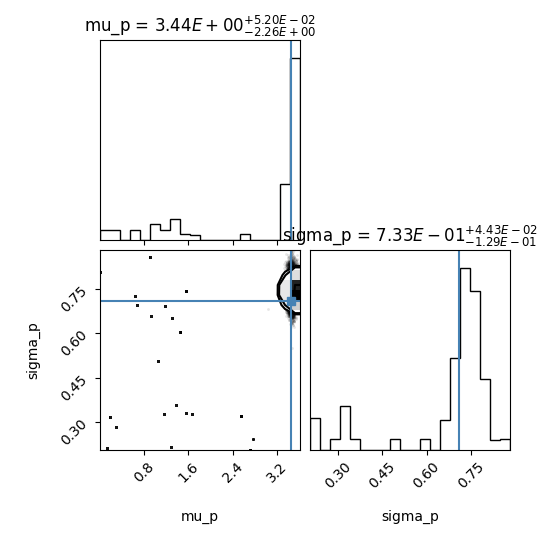 mu_p = 3.44E + 00+5.20E − 02 −2.26E + 00
sigma_p = 7.33E − 01+4.43E − 02 −1.29E − 01
0.75
0.60
0.45
0.30
sigma_p
0.8 1.6 2.4 3.2 0.30 0.45 0.60 0.75
mu_p sigma_p